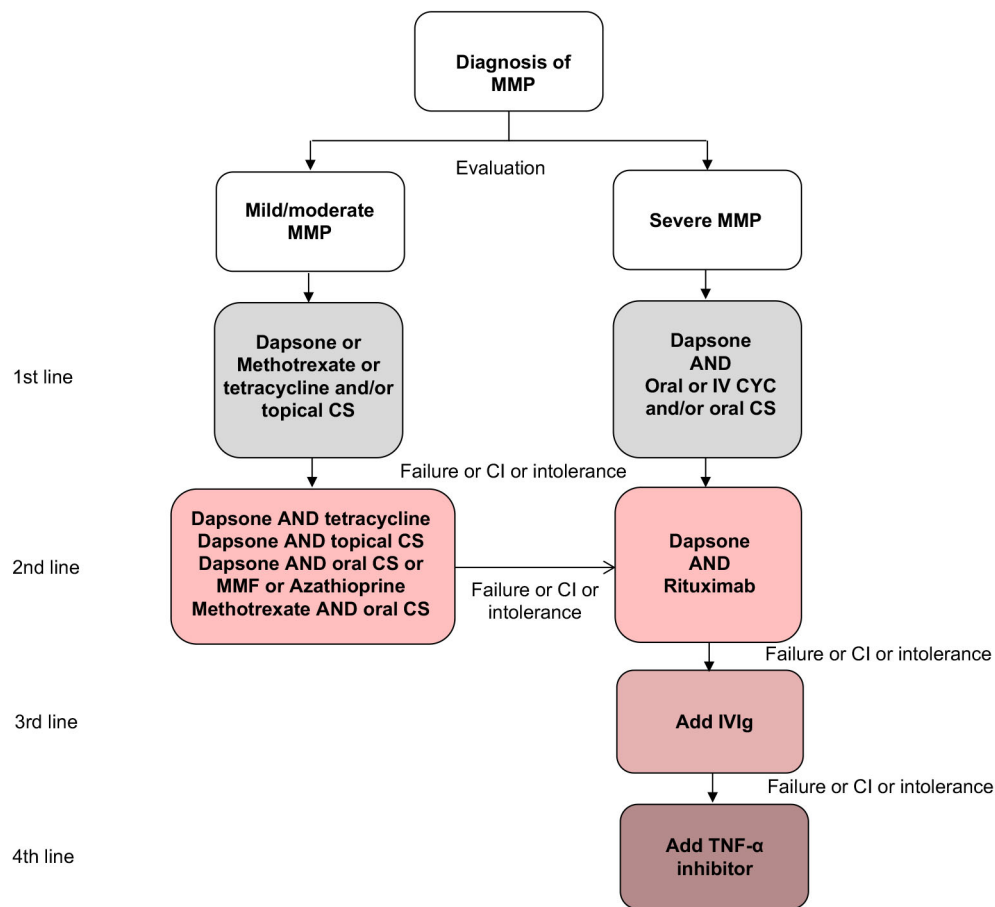 Diagnosis of
MMP
Evaluation
Mild/moderate
MMP
Severe MMP
1st line
Dapsone or
Methotrexate or
tetracycline and/or
topical CS
Dapsone
AND
Oral or IV CYC
and/or oral CS
Failure or CI or intolerance
2nd line
Dapsone AND tetracycline
Dapsone AND topical CS
Dapsone AND oral CS or
MMF or Azathioprine
Methotrexate AND oral CS
Failure or CI or
intolerance
Dapsone
AND
Rituximab
Failure or CI or intolerance
3rd line
Add IVIg
Failure or CI or intolerance
4th line
Add TNF-α
inhibitor